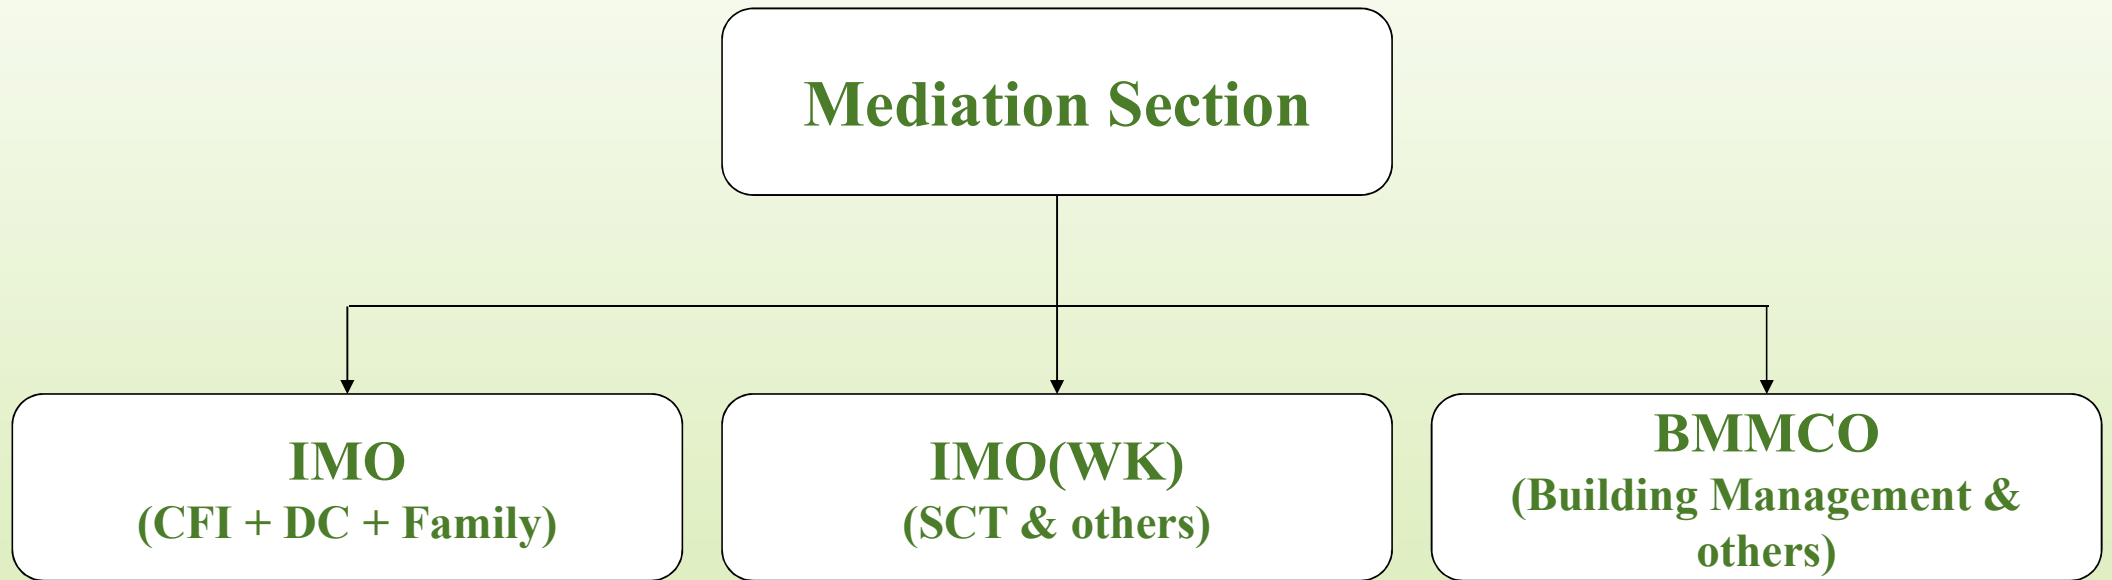 Mediation Section
IMO
(CFI + DC + Family)
IMO(WK)
(SCT & others)
BMMCO
(Building Management &
others)